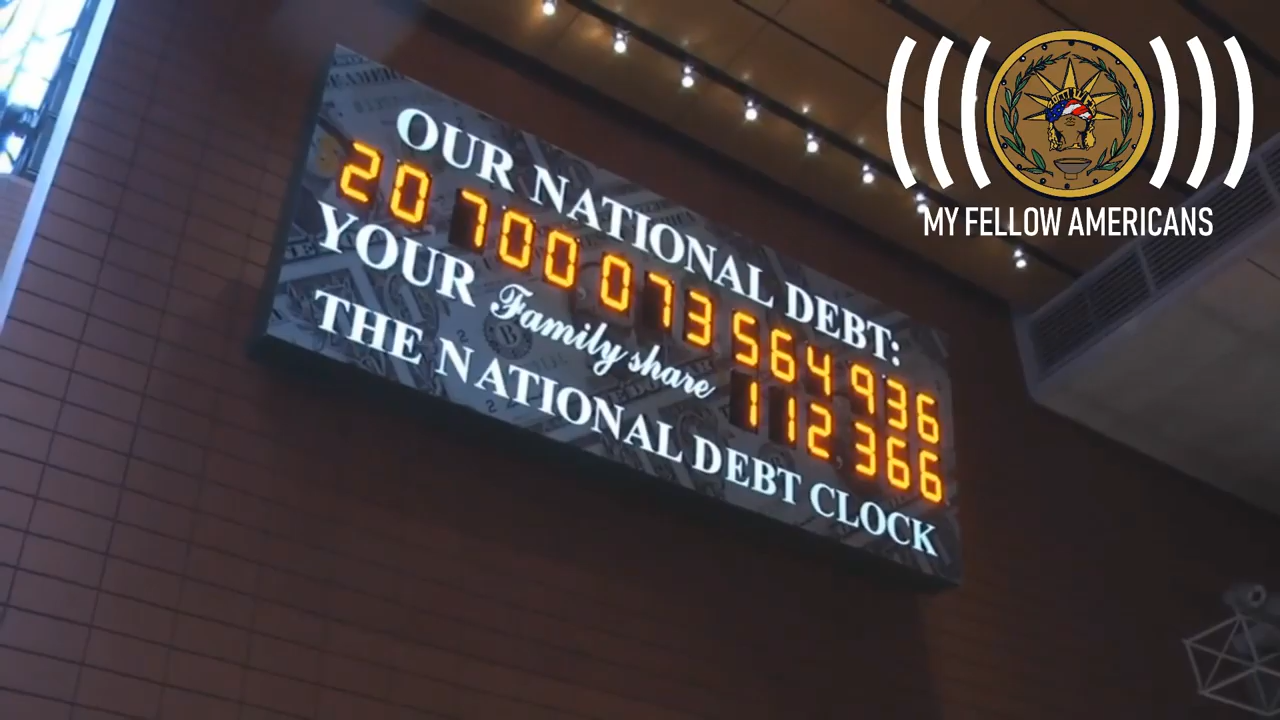 OUR NATIONAL DEBT:
20 700 073 564 936
YOUR Family share 112 366
THE NATIONAL DEBT CLOCK
MY FELLOW AMERICANS